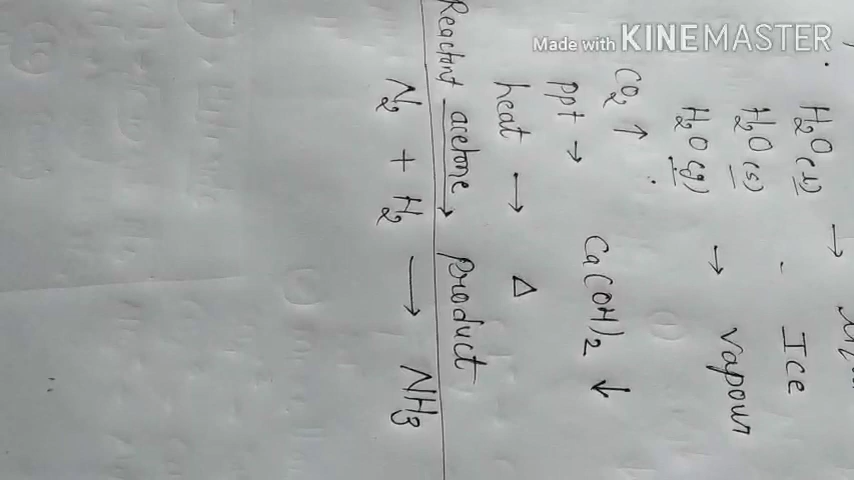 Made with KINEMASTER
H₂O (l) →
H₂O (s) - Ice
H₂O (g) → vapour
CO₂ ↑
ppt → Ca(OH)₂ ↓
heat → Δ
Reactant acetone→ product
N₂ + H₂ → NH₃